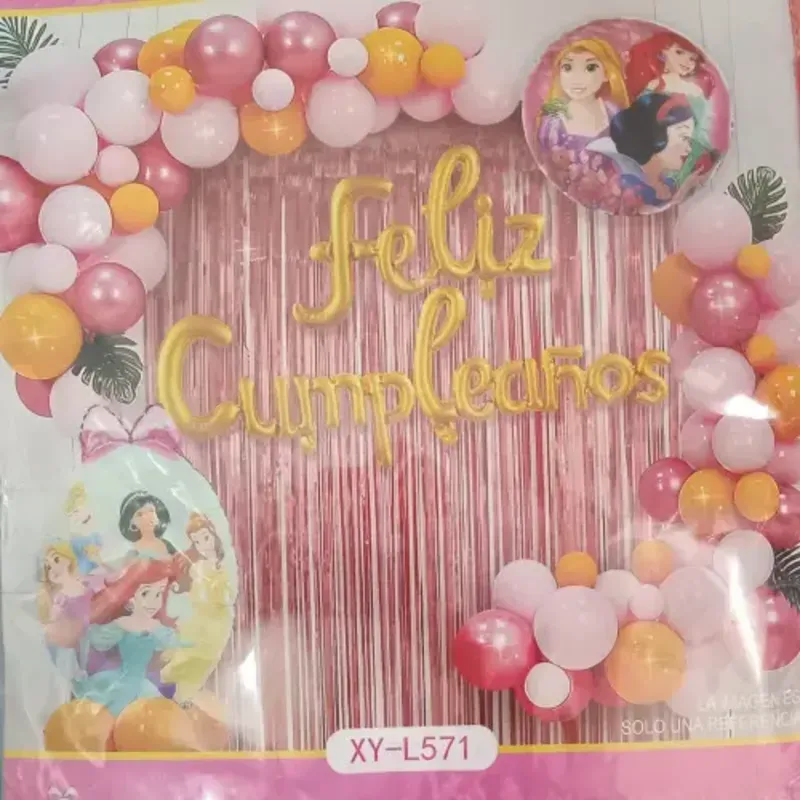 Feliz
Cumpleaños
LA IMAGEN ES
SOLO UNA REFERENCIA
XY-L571